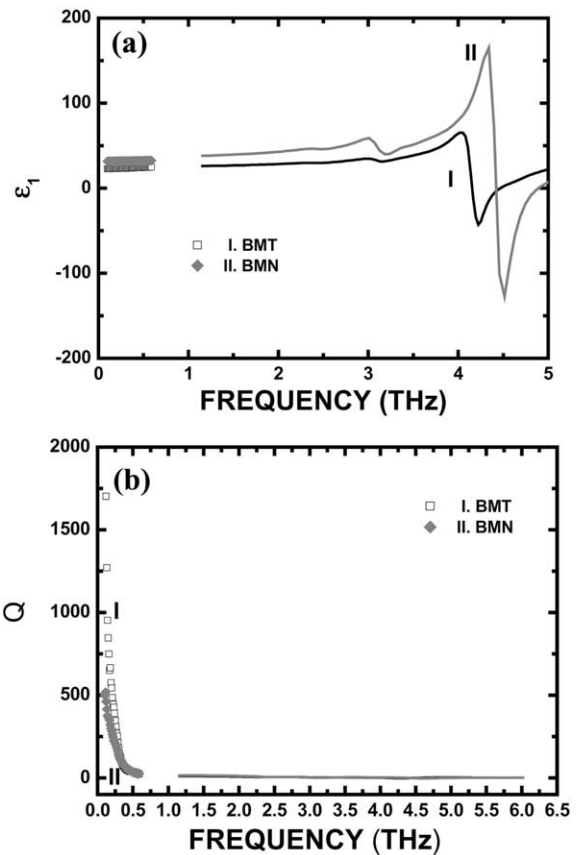 (a)
II
I
200
100
0
-100
-200
ε1
I. BMT
II. BMN
0 1 2 3 4 5
FREQUENCY (THz)
(b)
2000
1500
1000
500
0
Q
I. BMT
II. BMN
I
II
0.0 0.5 1.0 1.5 2.0 2.5 3.0 3.5 4.0 4.5 5.0 5.5 6.0 6.5
FREQUENCY (THz)